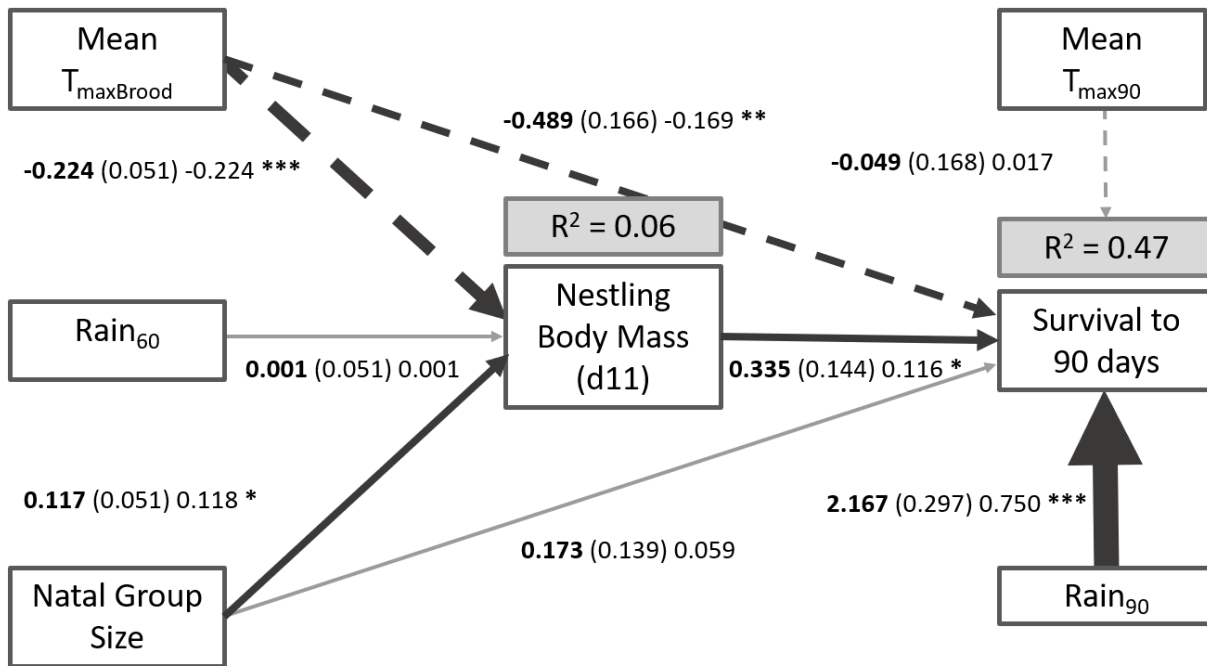 Mean
TmaxBrood
Mean
Tmax90
-0.489 (0.166) -0.169 **
-0.224 (0.051) -0.224 ***
-0.049 (0.168) 0.017
R² = 0.06
R² = 0.47
Rain60
Nestling
Body Mass
(d11)
Survival to
90 days
0.001 (0.051) 0.001
0.335 (0.144) 0.116 *
0.117 (0.051) 0.118 *
2.167 (0.297) 0.750 ***
0.173 (0.139) 0.059
Natal Group
Size
Rain90